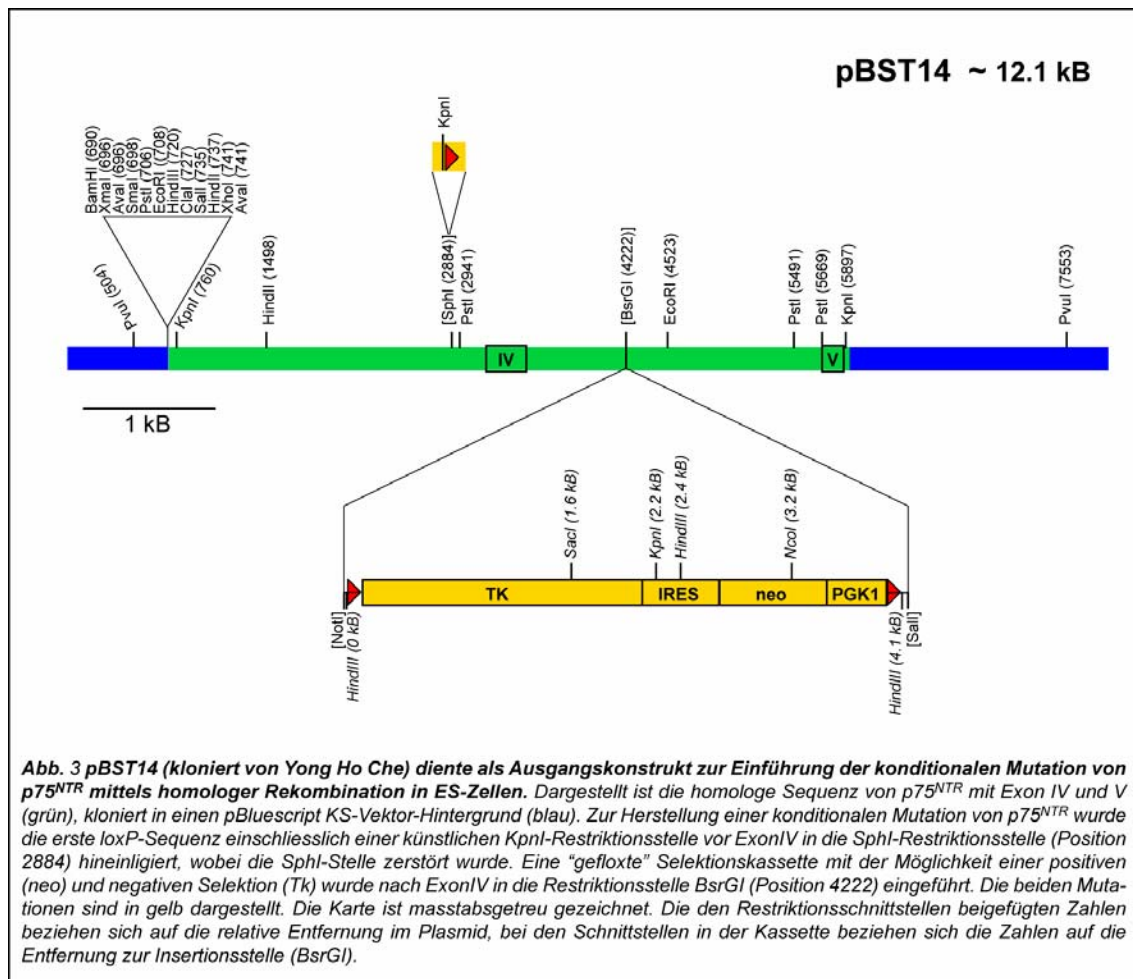 pBST14 ~ 12.1 kB
KpnI
BamHI (690)
XmaI (696)
AvaI (696)
SmaI (698)
PstI (706)
EcoRI ((708)
HindIII (720)
ClaI (727)
SalI (735)
HindII (737)
XhoI (741)
AvaI (741)
PvuI (504)
KpnI (760)
HindII (1498)
[SphI (2884)]
PstI (2941)
[BsrGI (4222)]
EcoRI (4523)
PstI (5491)
PstI (5669)
KpnI (5897)
PvuI (7553)
IV
V
1 kB
SacI (1.6 kB)
KpnI (2.2 kB)
HindIII (2.4 kB)
NcoI (3.2 kB)
TK
IRES
neo
PGK1
[NotI]
HindIII (0 kB)
HindIII (4.1 kB)
[SalI]
Abb. 3 pBST14 (kloniert von Yong Ho Che) diente als Ausgangskonstrukt zur Einführung der konditionalen Mutation von
p75NTR mittels homologer Rekombination in ES-Zellen. Dargestellt ist die homologe Sequenz von p75NTR mit Exon IV und V
(grün), kloniert in einen pBluescript KS-Vektor-Hintergrund (blau). Zur Herstellung einer konditionalen Mutation von p75NTR wurde
die erste loxP-Sequenz einschliesslich einer künstlichen KpnI-Restriktionsstelle vor ExonIV in die SphI-Restriktionsstelle (Position
2884) hineinligiert, wobei die SphI-Stelle zerstört wurde. Eine “gefloxte” Selektionskassette mit der Möglichkeit einer positiven
(neo) und negativen Selektion (Tk) wurde nach ExonIV in die Restriktionsstelle BsrGI (Position 4222) eingeführt. Die beiden Muta-
tionen sind in gelb dargestellt. Die Karte ist masstabsgetreu gezeichnet. Die den Restriktionsschnittstellen beigefügten Zahlen
beziehen sich auf die relative Entfernung im Plasmid, bei den Schnittstellen in der Kassette beziehen sich die Zahlen auf die
Entfernung zur Insertionsstelle (BsrGI).